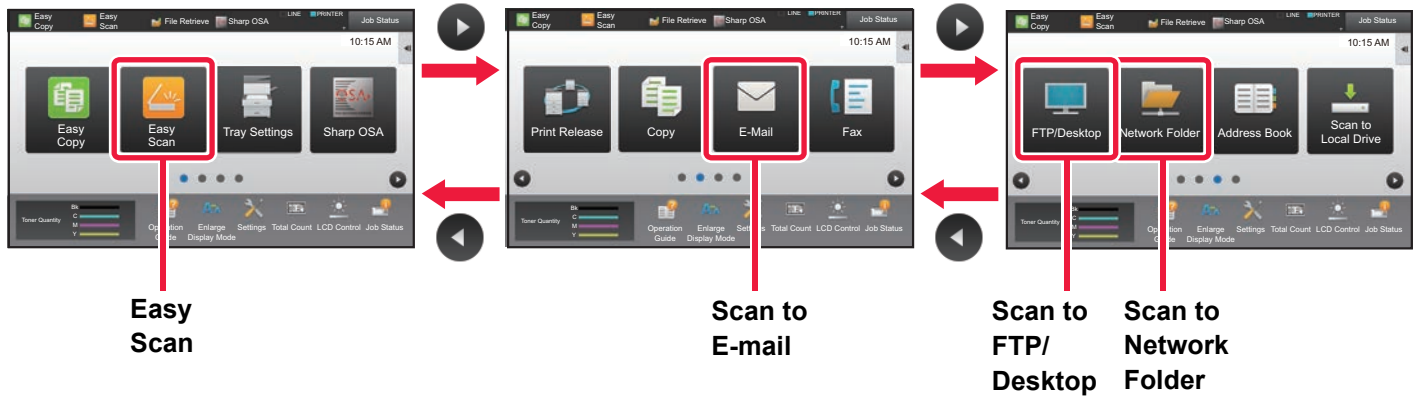 Easy
Copy
Easy
Scan
File Retrieve
Sharp OSA
LINE
PRINTER
Job Status
10:15 AM
Easy
Copy
Easy
Scan
Tray Settings
Sharp OSA
Toner Quantity
Bk
C
M
Y
Operation
Guide
Enlarge
Display Mode
Settings
Total Count
LCD Control
Job Status
Easy
Copy
Easy
Scan
File Retrieve
Sharp OSA
LINE
PRINTER
Job Status
10:15 AM
Print Release
Copy
E-Mail
Fax
Toner Quantity
Bk
C
M
Y
Operation
Guide
Enlarge
Display Mode
Settings
Total Count
LCD Control
Job Status
Easy
Copy
Easy
Scan
File Retrieve
Sharp OSA
LINE
PRINTER
Job Status
10:15 AM
FTP/Desktop
Network Folder
Address Book
Scan to
Local Drive
Toner Quantity
Bk
C
M
Y
Operation
Guide
Enlarge
Display Mode
Settings
Total Count
LCD Control
Job Status
Easy
Scan
Scan to
E-mail
Scan to
FTP/
Desktop
Scan to
Network
Folder